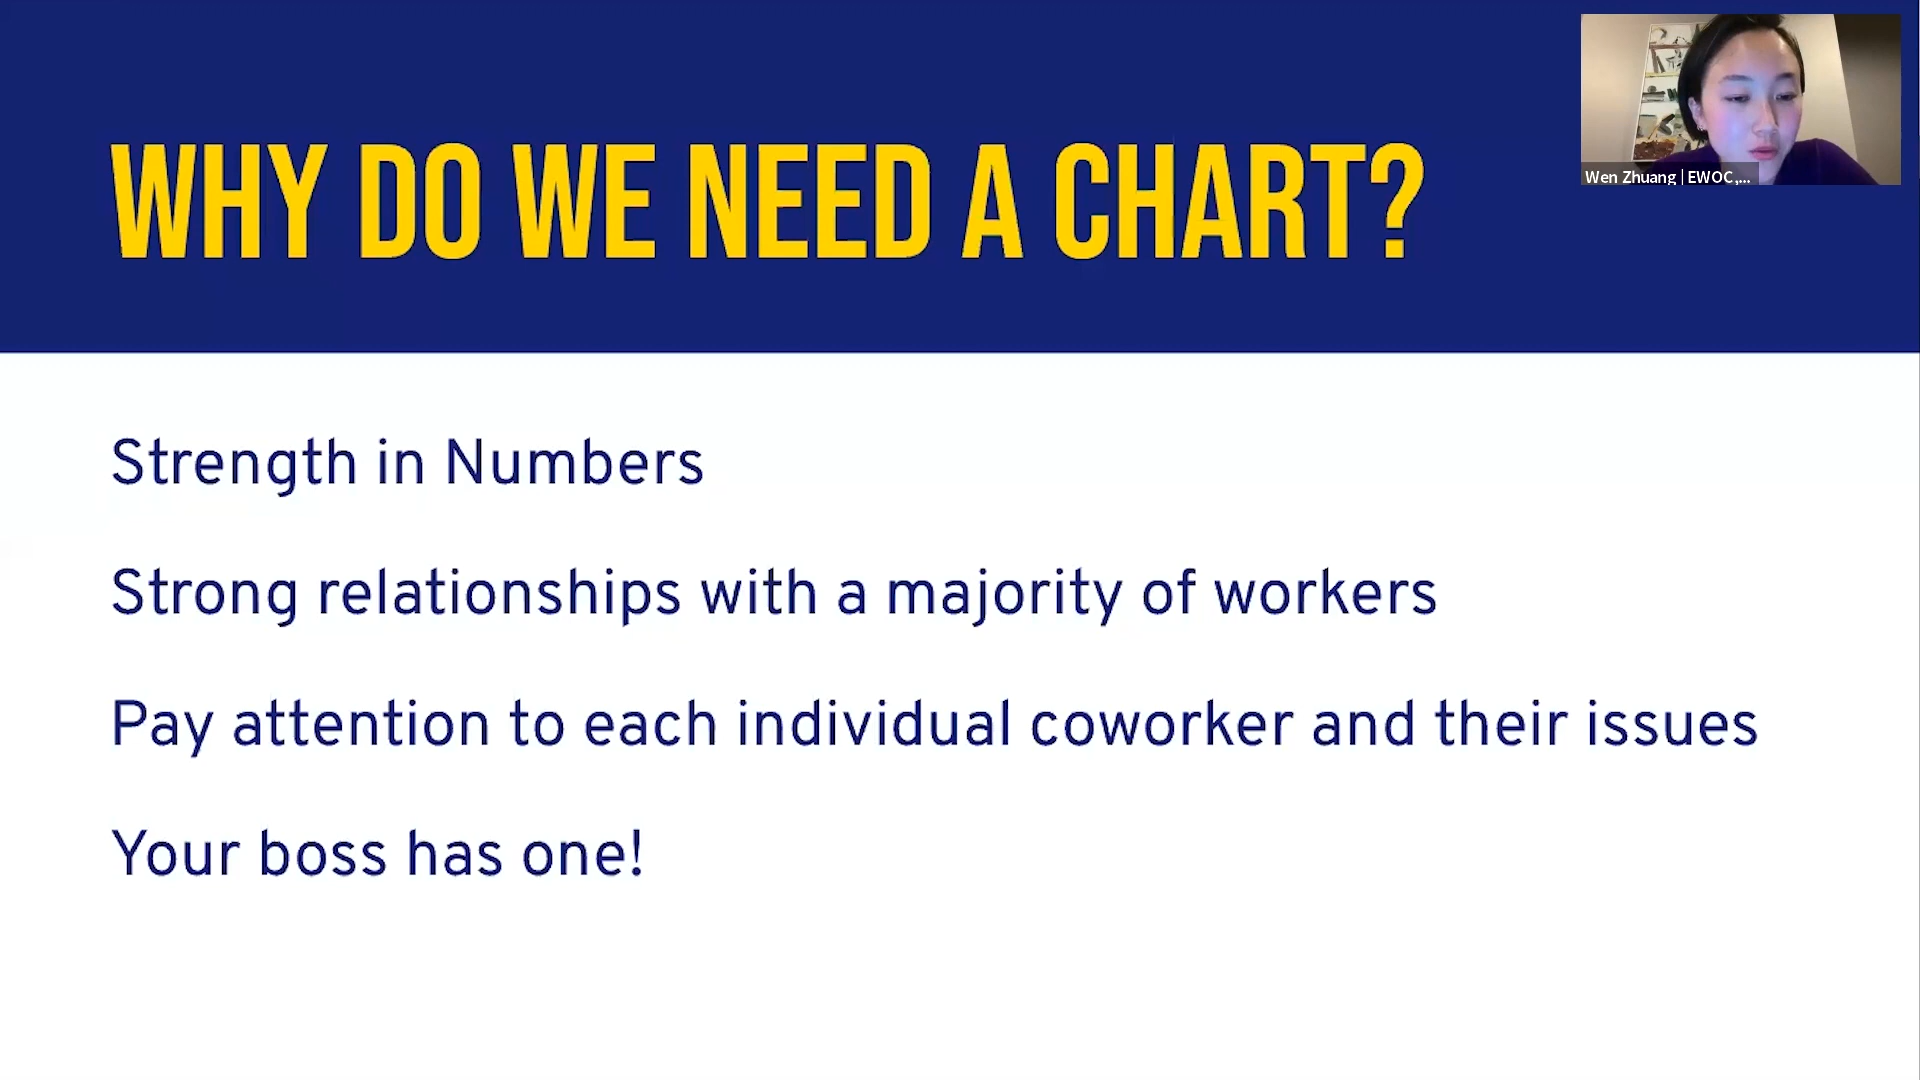 WHY DO WE NEED A CHART?
Wen Zhuang | EWOC,...
Strength in Numbers
Strong relationships with a majority of workers
Pay attention to each individual coworker and their issues
Your boss has one!